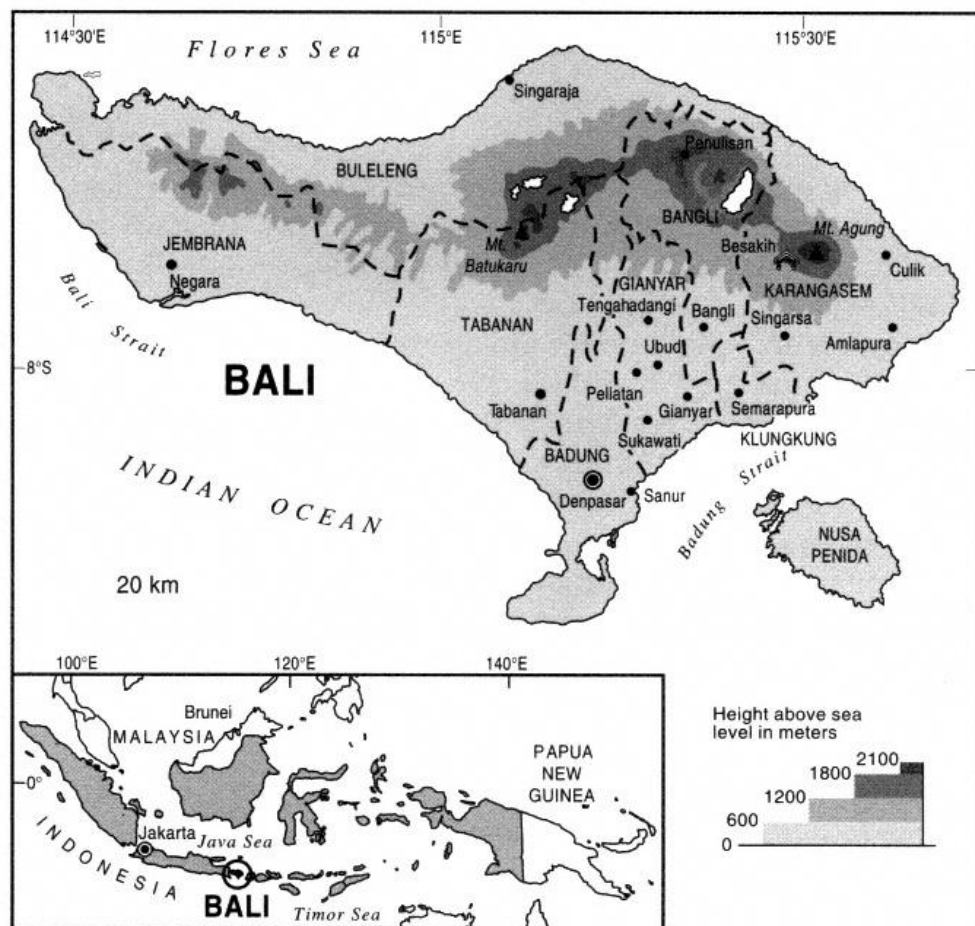 114°30'E
115°E
115°30'E
Flores Sea
Singaraja
Penulisan
BULELENG
BANGLI
Mt. Agung
JEMBRANA
Mt.
Batukaru
Besakih
Culik
Negara
GIANYAR
KARANGASEM
Bali Strait
TABANAN
Tengahadangi
Bangli
Singarsa
Amlapura
Ubud
8°S
BALI
Peliatan
Tabanan
Gianyar
Semarapura
Sukawati
KLUNGKUNG
INDIAN OCEAN
BADUNG
Denpasar
Sanur
Badung Strait
NUSA
PENIDA
20 km
100°E
120°E
140°E
Brunei
MALAYSIA
PAPUA
NEW
GUINEA
0°
INDONESIA
Jakarta
Java Sea
BALI
Timor Sea
Height above sea
level in meters
2100
1800
1200
600
0